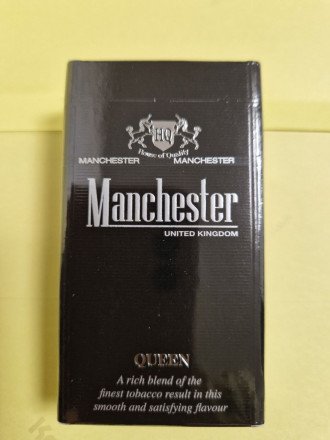 HQ
House of Quality
MANCHESTER MANCHESTER
Manchester
UNITED KINGDOM
QUEEN
A rich blend of the
finest tobacco result in this
smooth and satisfying flavour